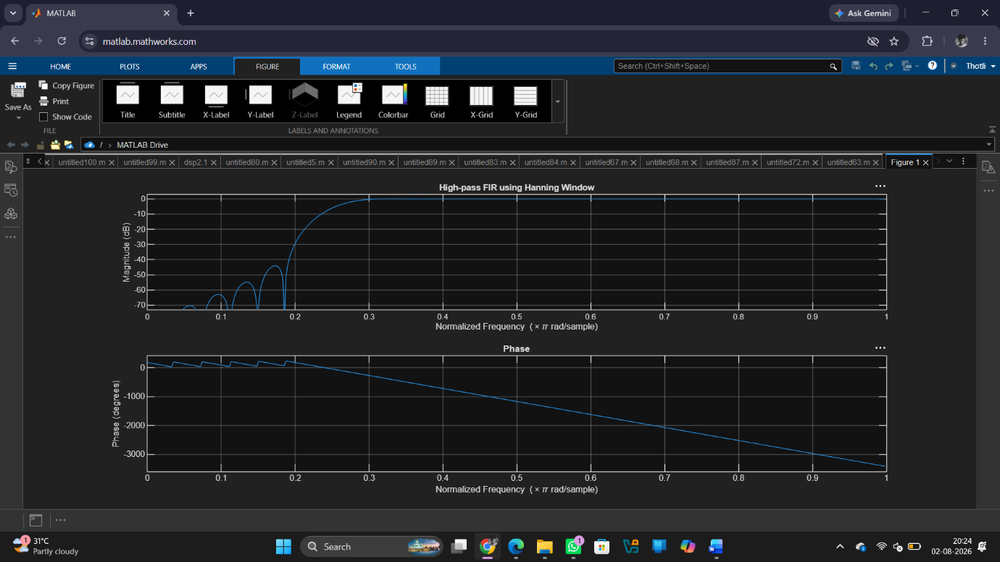 MATLAB
Ask Gemini
matlab.mathworks.com
HOME PLOTS APPS FIGURE FORMAT TOOLS
Search (Ctrl+Shift+Space)
Thotli
Save As
Copy Figure
Print
Show Code
FILE
Title Subtitle X-Label Y-Label Z-Label Legend Colorbar Grid X-Grid Y-Grid
LABELS AND ANNOTATIONS
/ › MATLAB Drive
untitled100.m untitled99.m dsp2.1 untitled80.m untitled5.m untitled90.m untitled89.m untitled83.m untitled84.m untitled67.m untitled68.m untitled87.m untitled72.m untitled63.m Figure 1
High-pass FIR using Hanning Window
Magnitude (dB)
0
-10
-20
-30
-40
-50
-60
-70
0 0.1 0.2 0.3 0.4 0.5 0.6 0.7 0.8 0.9 1
Normalized Frequency (× π rad/sample)
Phase
Phase (degrees)
0
-1000
-2000
-3000
0 0.1 0.2 0.3 0.4 0.5 0.6 0.7 0.8 0.9 1
Normalized Frequency (× π rad/sample)
1
31°C
Partly cloudy
Search
1
20:24
02-08-2026